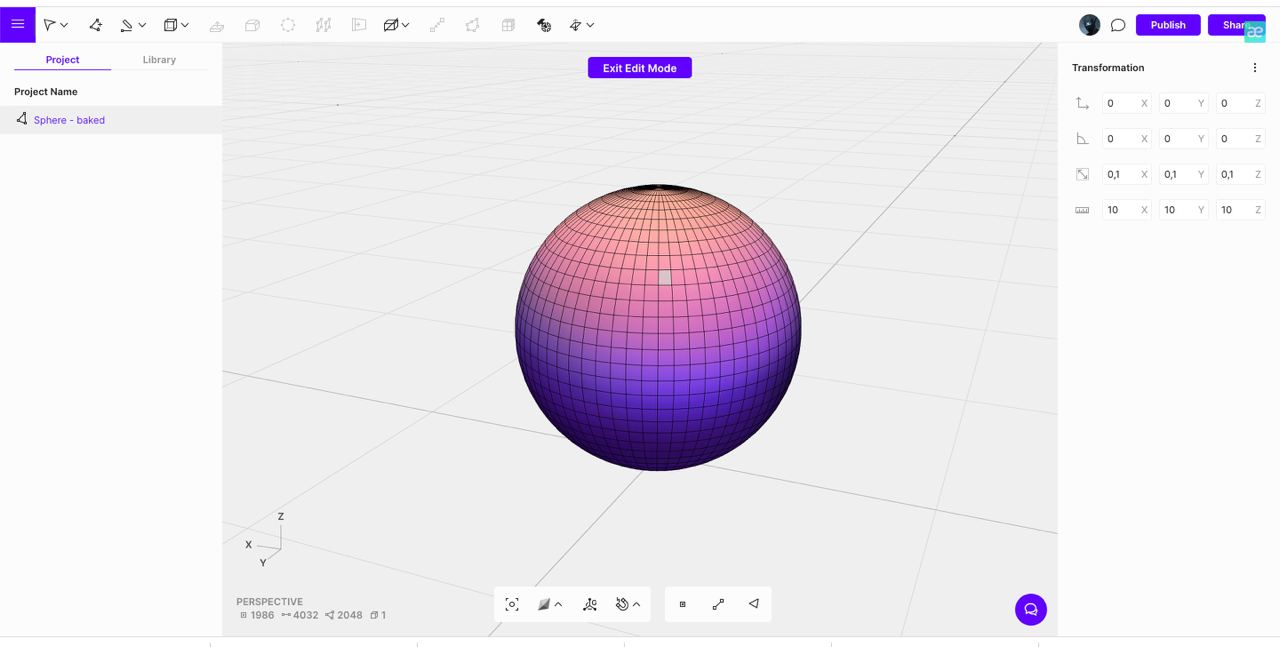 Publish
Share
æ
Project
Library
Exit Edit Mode
Transformation
Project Name
Sphere - baked
0 X 0 Y 0 Z
0 X 0 Y 0 Z
0,1 X 0,1 Y 0,1 Z
10 X 10 Y 10 Z
Z
X
Y
PERSPECTIVE
1986 4032 2048 1